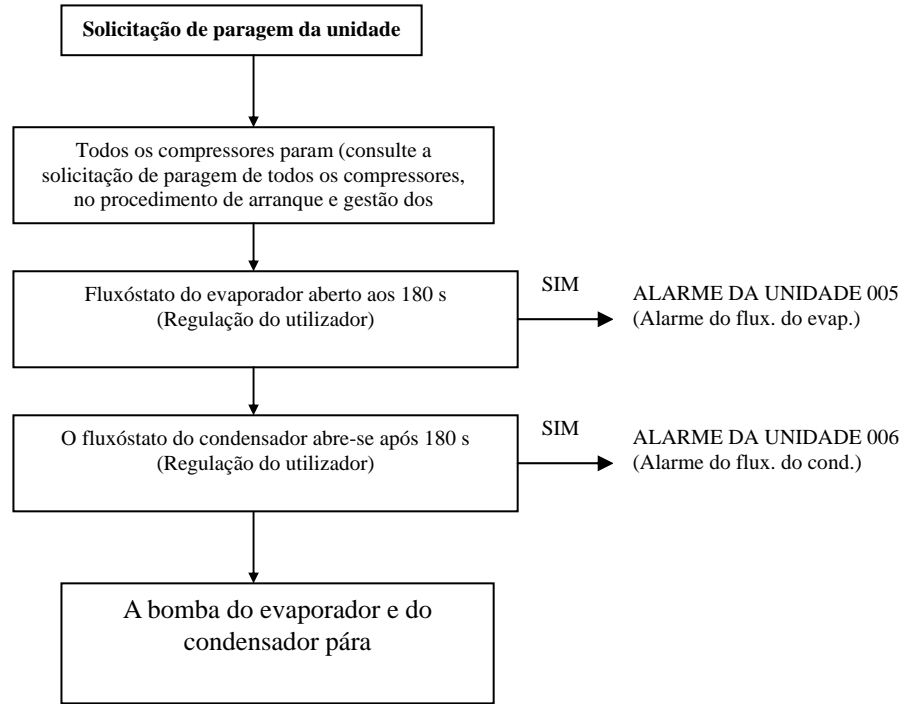 Solicitação de paragem da unidade
Todos os compressores param (consulte a
solicitação de paragem de todos os compressores,
no procedimento de arranque e gestão dos
Fluxóstato do evaporador aberto aos 180 s
(Regulação do utilizador)
SIM
ALARME DA UNIDADE 005
(Alarme do flux. do evap.)
O fluxóstato do condensador abre-se após 180 s
(Regulação do utilizador)
SIM
ALARME DA UNIDADE 006
(Alarme do flux. do cond.)
A bomba do evaporador e do
condensador pára